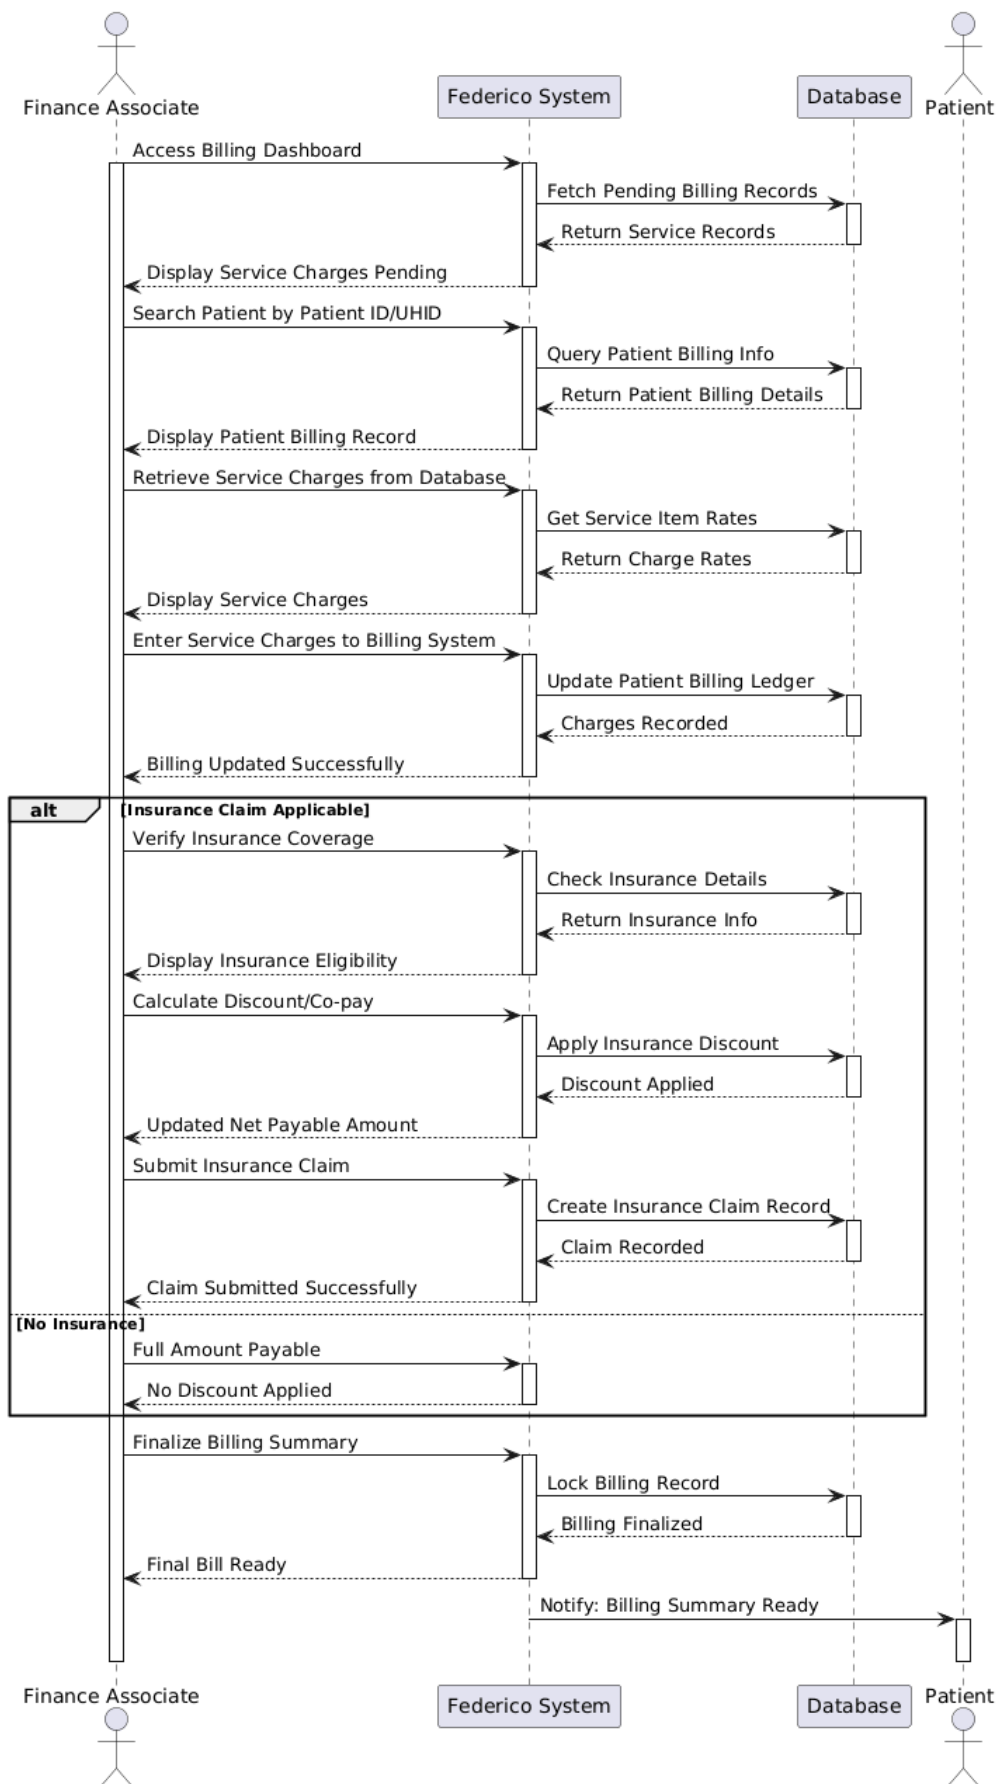 Finance Associate
Federico System
Database
Patient
Access Billing Dashboard
Fetch Pending Billing Records
Return Service Records
Display Service Charges Pending
Search Patient by Patient ID/UHID
Query Patient Billing Info
Return Patient Billing Details
Display Patient Billing Record
Retrieve Service Charges from Database
Get Service Item Rates
Return Charge Rates
Display Service Charges
Enter Service Charges to Billing System
Update Patient Billing Ledger
Charges Recorded
Billing Updated Successfully
alt
[Insurance Claim Applicable]
Verify Insurance Coverage
Check Insurance Details
Return Insurance Info
Display Insurance Eligibility
Calculate Discount/Co-pay
Apply Insurance Discount
Discount Applied
Updated Net Payable Amount
Submit Insurance Claim
Create Insurance Claim Record
Claim Recorded
Claim Submitted Successfully
[No Insurance]
Full Amount Payable
No Discount Applied
Finalize Billing Summary
Lock Billing Record
Billing Finalized
Final Bill Ready
Notify: Billing Summary Ready
Finance Associate
Federico System
Database
Patient